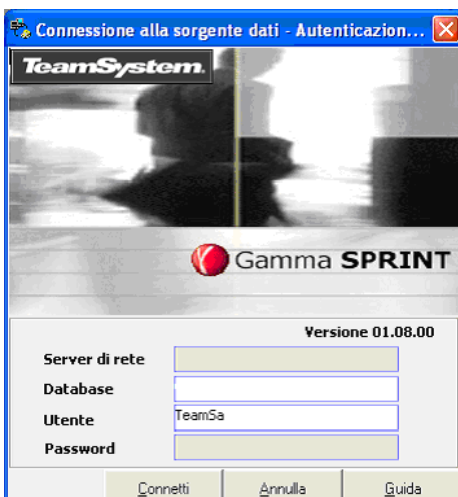 Connessione alla sorgente dati - Autenticazion...
TeamSystem.
Gamma SPRINT
Versione 01.08.00
Server di rete
Database
Utente TeamSa
Password
Connetti Annulla Guida